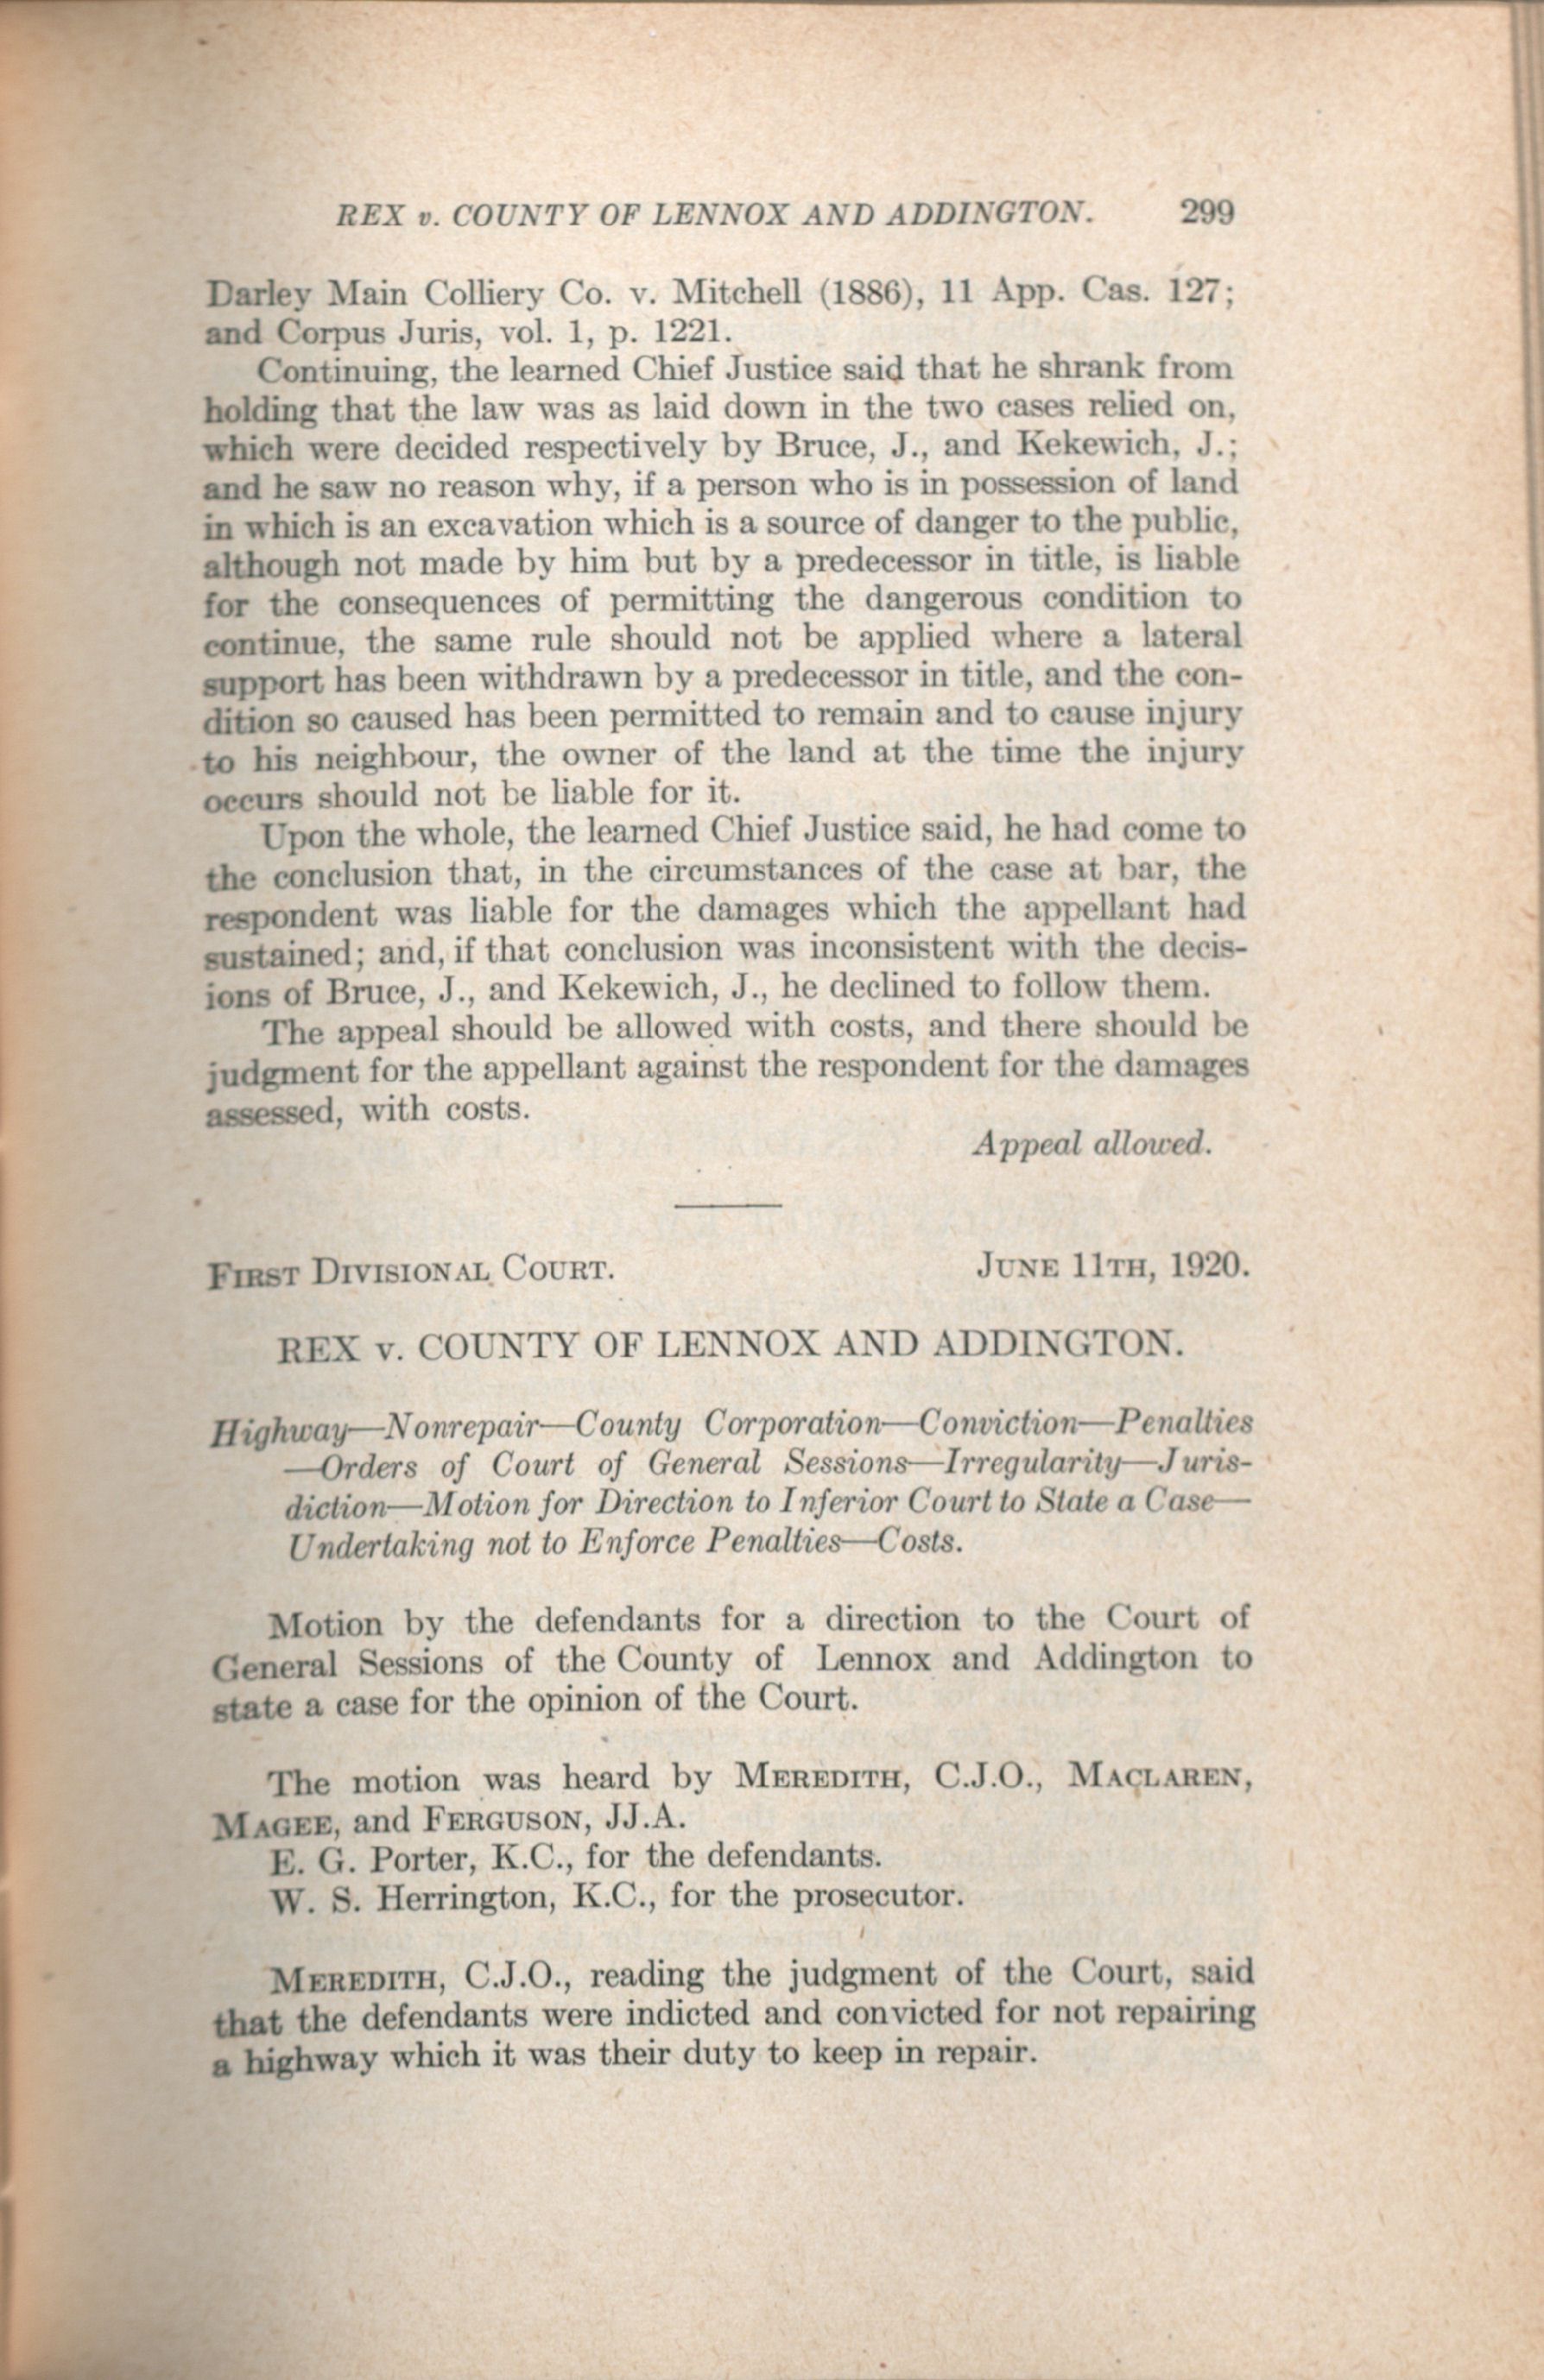 REX v. COUNTY OF LENNOX AND ADDINGTON. 299
Darley Main Colliery Co. v. Mitchell (1886), 11 App. Cas. 127;
and Corpus Juris, vol. 1, p. 1221.
Continuing, the learned Chief Justice said that he shrank from
holding that the law was as laid down in the two cases relied on,
which were decided respectively by Bruce, J., and Kekewich, J.;
and he saw no reason why, if a person who is in possession of land
in which is an excavation which is a source of danger to the public,
although not made by him but by a predecessor in title, is liable
for the consequences of permitting the dangerous condition to
continue, the same rule should not be applied where a lateral
support has been withdrawn by a predecessor in title, and the con-
dition so caused has been permitted to remain and to cause injury
to his neighbour, the owner of the land at the time the injury
occurs should not be liable for it.
Upon the whole, the learned Chief Justice said, he had come to
the conclusion that, in the circumstances of the case at bar, the
respondent was liable for the damages which the appellant had
sustained; and, if that conclusion was inconsistent with the decis-
ions of Bruce, J., and Kekewich, J., he declined to follow them.
The appeal should be allowed with costs, and there should be
judgment for the appellant against the respondent for the damages
assessed, with costs.
Appeal allowed.
First Divisional Court. June 11th, 1920.
REX v. COUNTY OF LENNOX AND ADDINGTON.
Highway—Nonrepair—County Corporation—Conviction—Penalties
—Orders of Court of General Sessions—Irregularity—Juris-
diction—Motion for Direction to Inferior Court to State a Case—
Undertaking not to Enforce Penalties—Costs.
Motion by the defendants for a direction to the Court of
General Sessions of the County of Lennox and Addington to
state a case for the opinion of the Court.
The motion was heard by Meredith, C.J.O., Maclaren,
Magee, and Ferguson, JJ.A.
E. G. Porter, K.C., for the defendants.
W. S. Herrington, K.C., for the prosecutor.
Meredith, C.J.O., reading the judgment of the Court, said
that the defendants were indicted and convicted for not repairing
a highway which it was their duty to keep in repair.